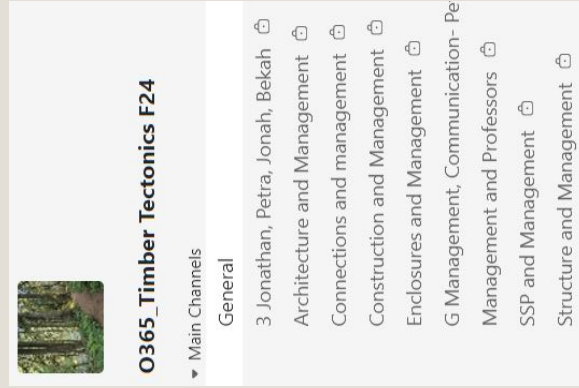 O365_Timber Tectonics F24
Main Channels
General
3 Jonathan, Petra, Jonah, Bekah
Architecture and Management
Connections and management
Construction and Management
Enclosures and Management
G Management, Communication- Pe
Management and Professors
SSP and Management
Structure and Management